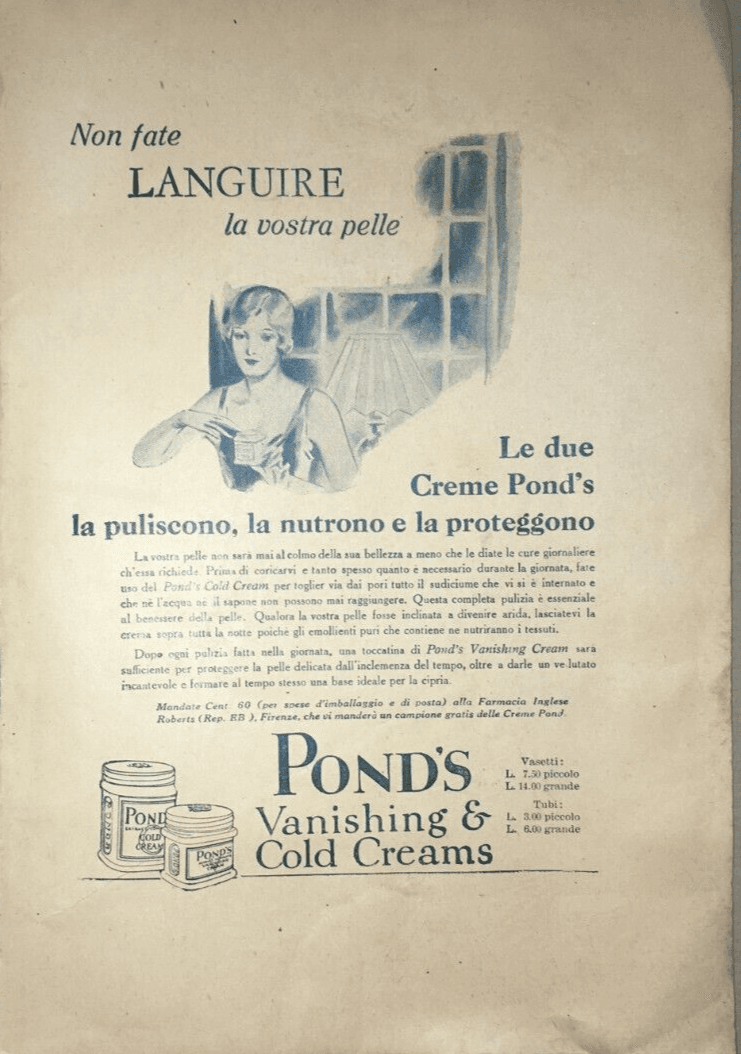 Non fate
LANGUIRE
la vostra pelle
Le due
Creme Pond's
la puliscono, la nutrono e la proteggono
La vostra pelle non sarà mai al colmo della sua bellezza a meno che le diate le cure giornaliere
ch'essa richiede. Prima di coricarvi e tanto spesso quanto è necessario durante la giornata, fate
uso del Pond's Cold Cream per toglier via dai pori tutto il sudiciume che vi si è internato e
che nè l'acqua nè il sapone non possono mai raggiungere. Questa completa pulizia è essenziale
al benessere della pelle. Qualora la vostra pelle fosse inclinata a divenire arida, lasciatevi la
crema sopra tutta la notte poichè gli emollienti puri che contiene ne nutriranno i tessuti.
Dopo ogni pulizia fatta nella giornata, una toccatina di Pond's Vanishing Cream sarà
sufficiente per proteggere la pelle delicata dall'inclemenza del tempo, oltre a darle un vellutato
incantevole e formare al tempo stesso una base ideale per la cipria.
Mandate Cent. 60 (per spese d'imballaggio e di posta) alla Farmacia Inglese
Roberts (Rep. RB ), Firenze, che vi manderà un campione gratis delle Creme Pond.
POND'S
Vanishing &
Cold Creams
Vasetti:
L. 7.50 piccolo
L. 14.00 grande
Tubi:
L. 3.00 piccolo
L. 6.00 grande
POND
COLD
CREAM
POND'S